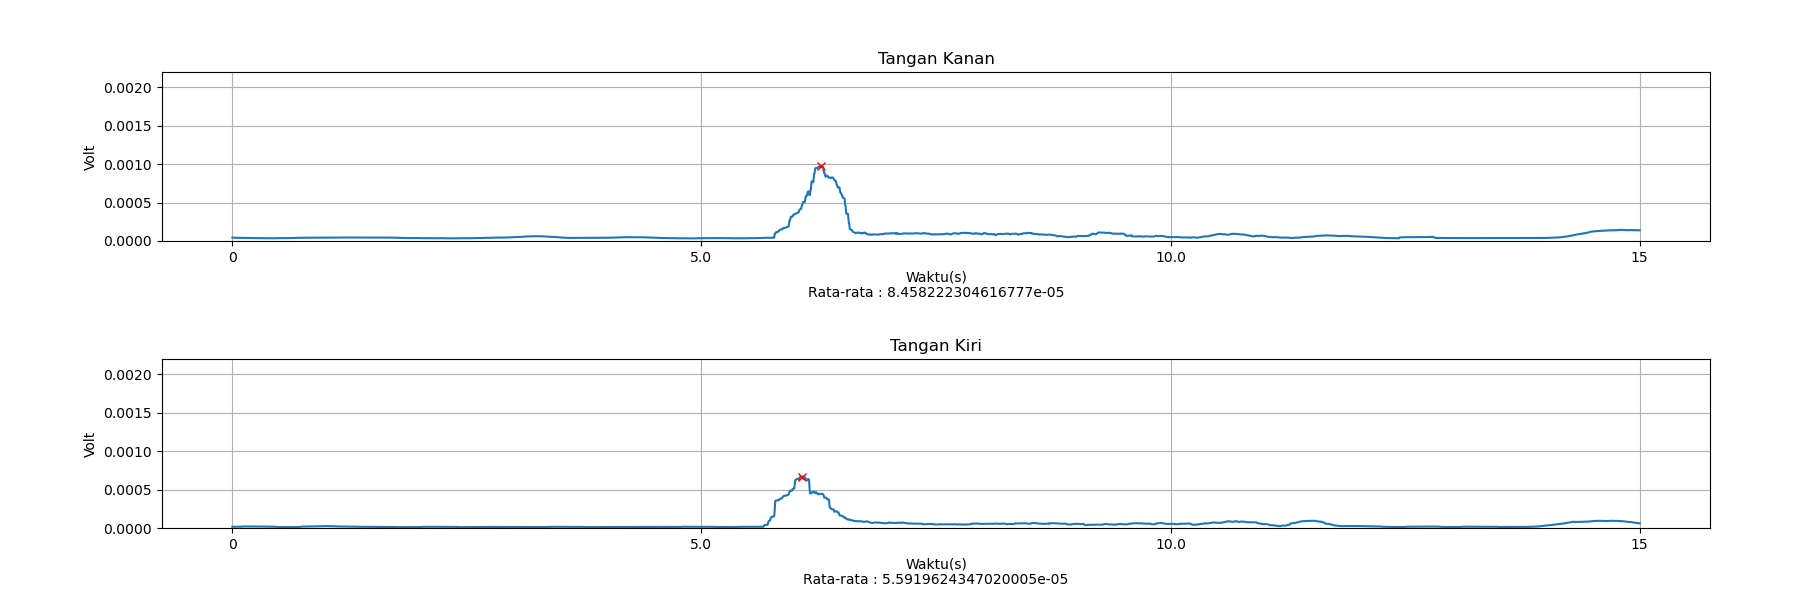 Tangan Kanan
0.0020
0.0015
0.0010
0.0005
0.0000
Volt
0 5.0 10.0 15
Waktu(s)
Rata-rata : 8.458222304616777e-05
Tangan Kiri
0.0020
0.0015
0.0010
0.0005
0.0000
Volt
0 5.0 10.0 15
Waktu(s)
Rata-rata : 5.5919624347020005e-05